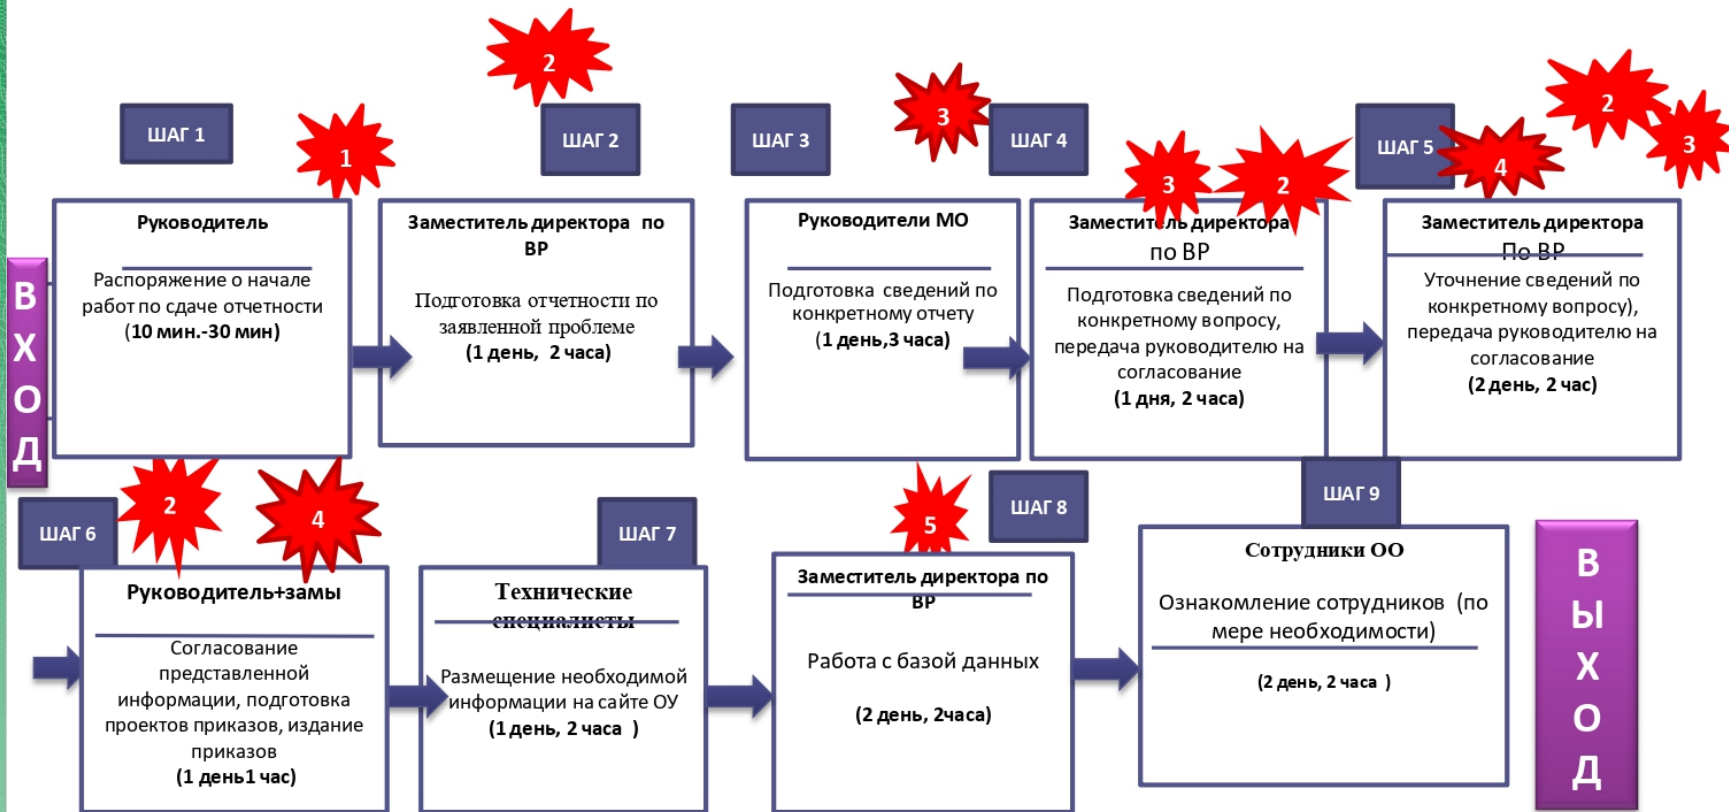 2
ШАГ 1
1
ШАГ 2
ШАГ 3
3
ШАГ 4
3
2
ШАГ 5
4
2
3
ВХОД
Руководитель
Распоряжение о начале
работ по сдаче отчетности
(10 мин.-30 мин)
Заместитель директора по
ВР
Подготовка отчетности по
заявленной проблеме
(1 день, 2 часа)
Руководители МО
Подготовка сведений по
конкретному отчету
(1 день,3 часа)
Заместитель директора
по ВР
Подготовка сведений по
конкретному вопросу,
передача руководителю на
согласование
(1 дня, 2 часа)
Заместитель директора
По ВР
Уточнение сведений по
конкретному вопросу),
передача руководителю на
согласование
(2 день, 2 час)
ШАГ 6
2
4
ШАГ 7
5
ШАГ 8
ШАГ 9
Руководитель+замы
Согласование
представленной
информации, подготовка
проектов приказов, издание
приказов
(1 день1 час)
Технические
специалисты
Размещение необходимой
информации на сайте ОУ
(1 день, 2 часа )
Заместитель директора по
ВР
Работа с базой данных
(2 день, 2часа)
Сотрудники ОО
Ознакомление сотрудников (по
мере необходимости)
(2 день, 2 часа )
ВЫХОД